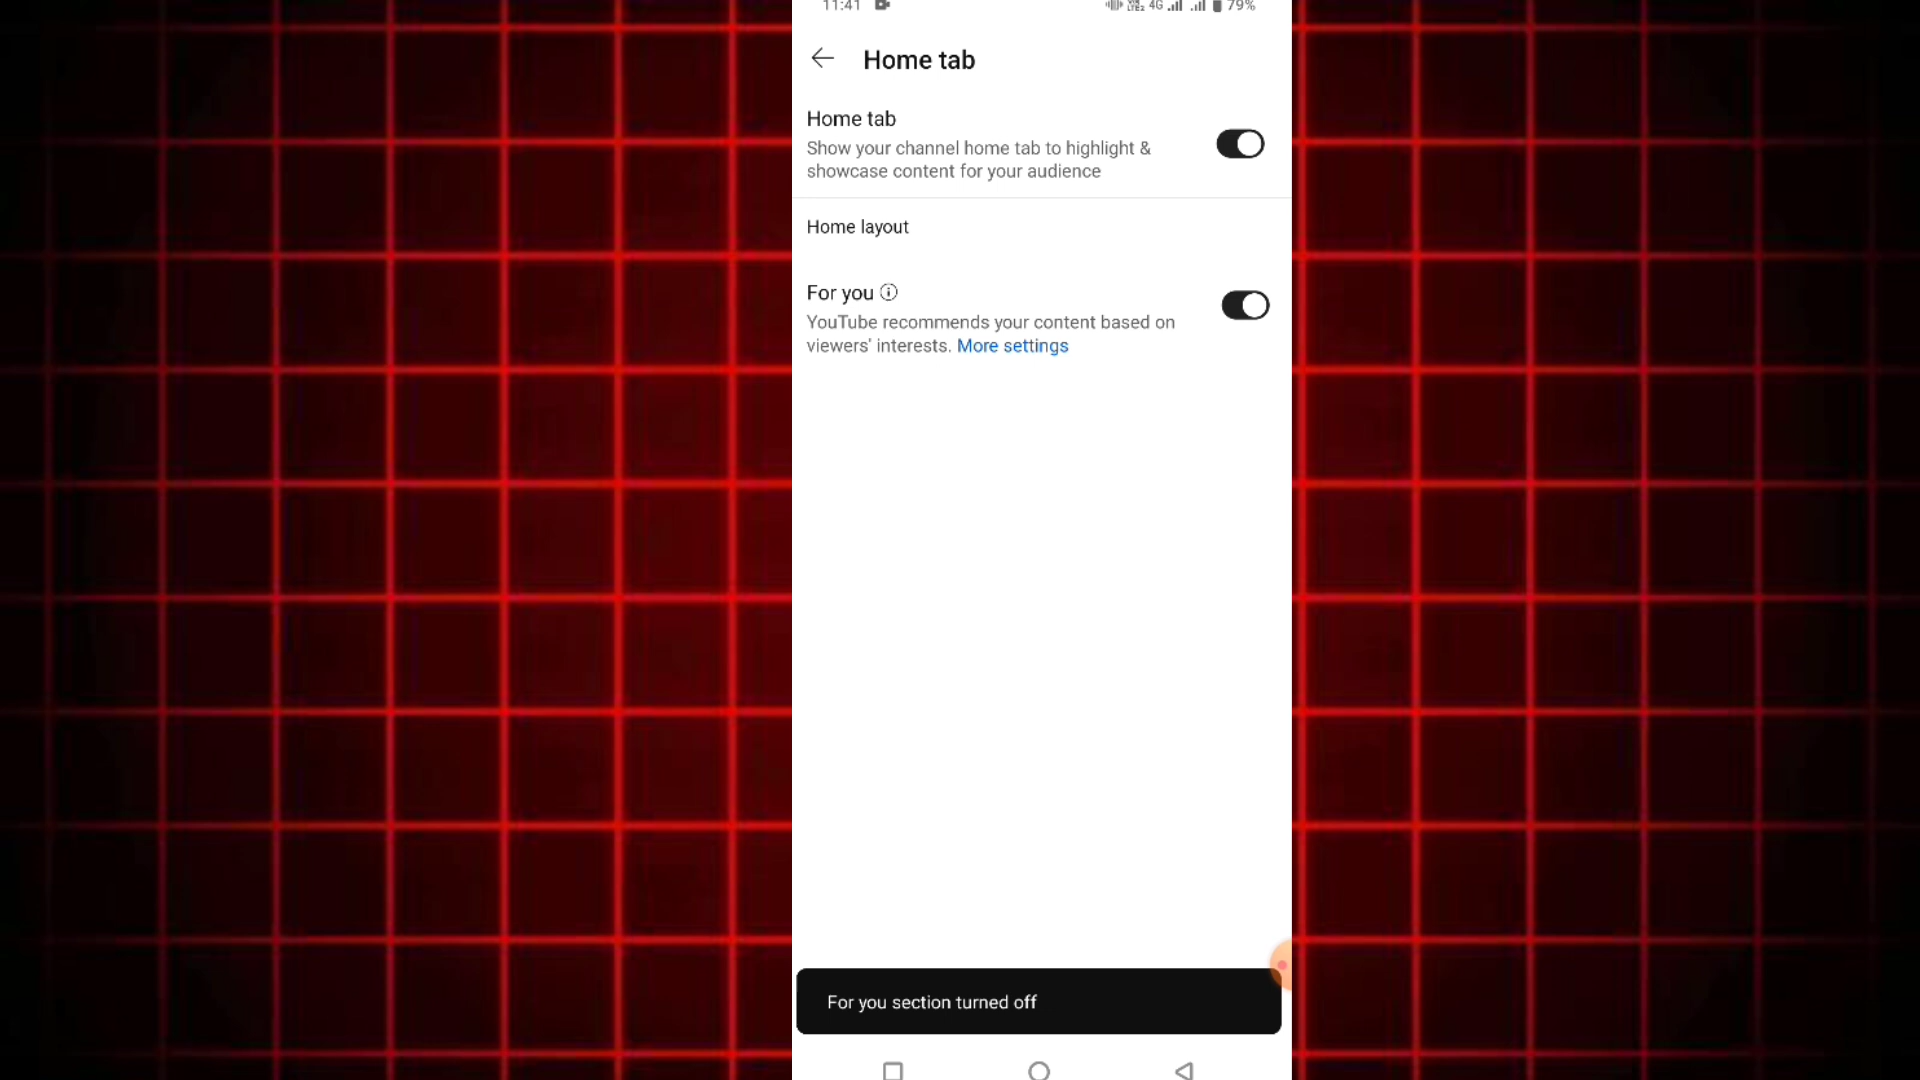 11:41 4G 79%
Home tab
Home tab
Show your channel home tab to highlight &
showcase content for your audience
Home layout
For you
YouTube recommends your content based on
viewers' interests. More settings
For you section turned off